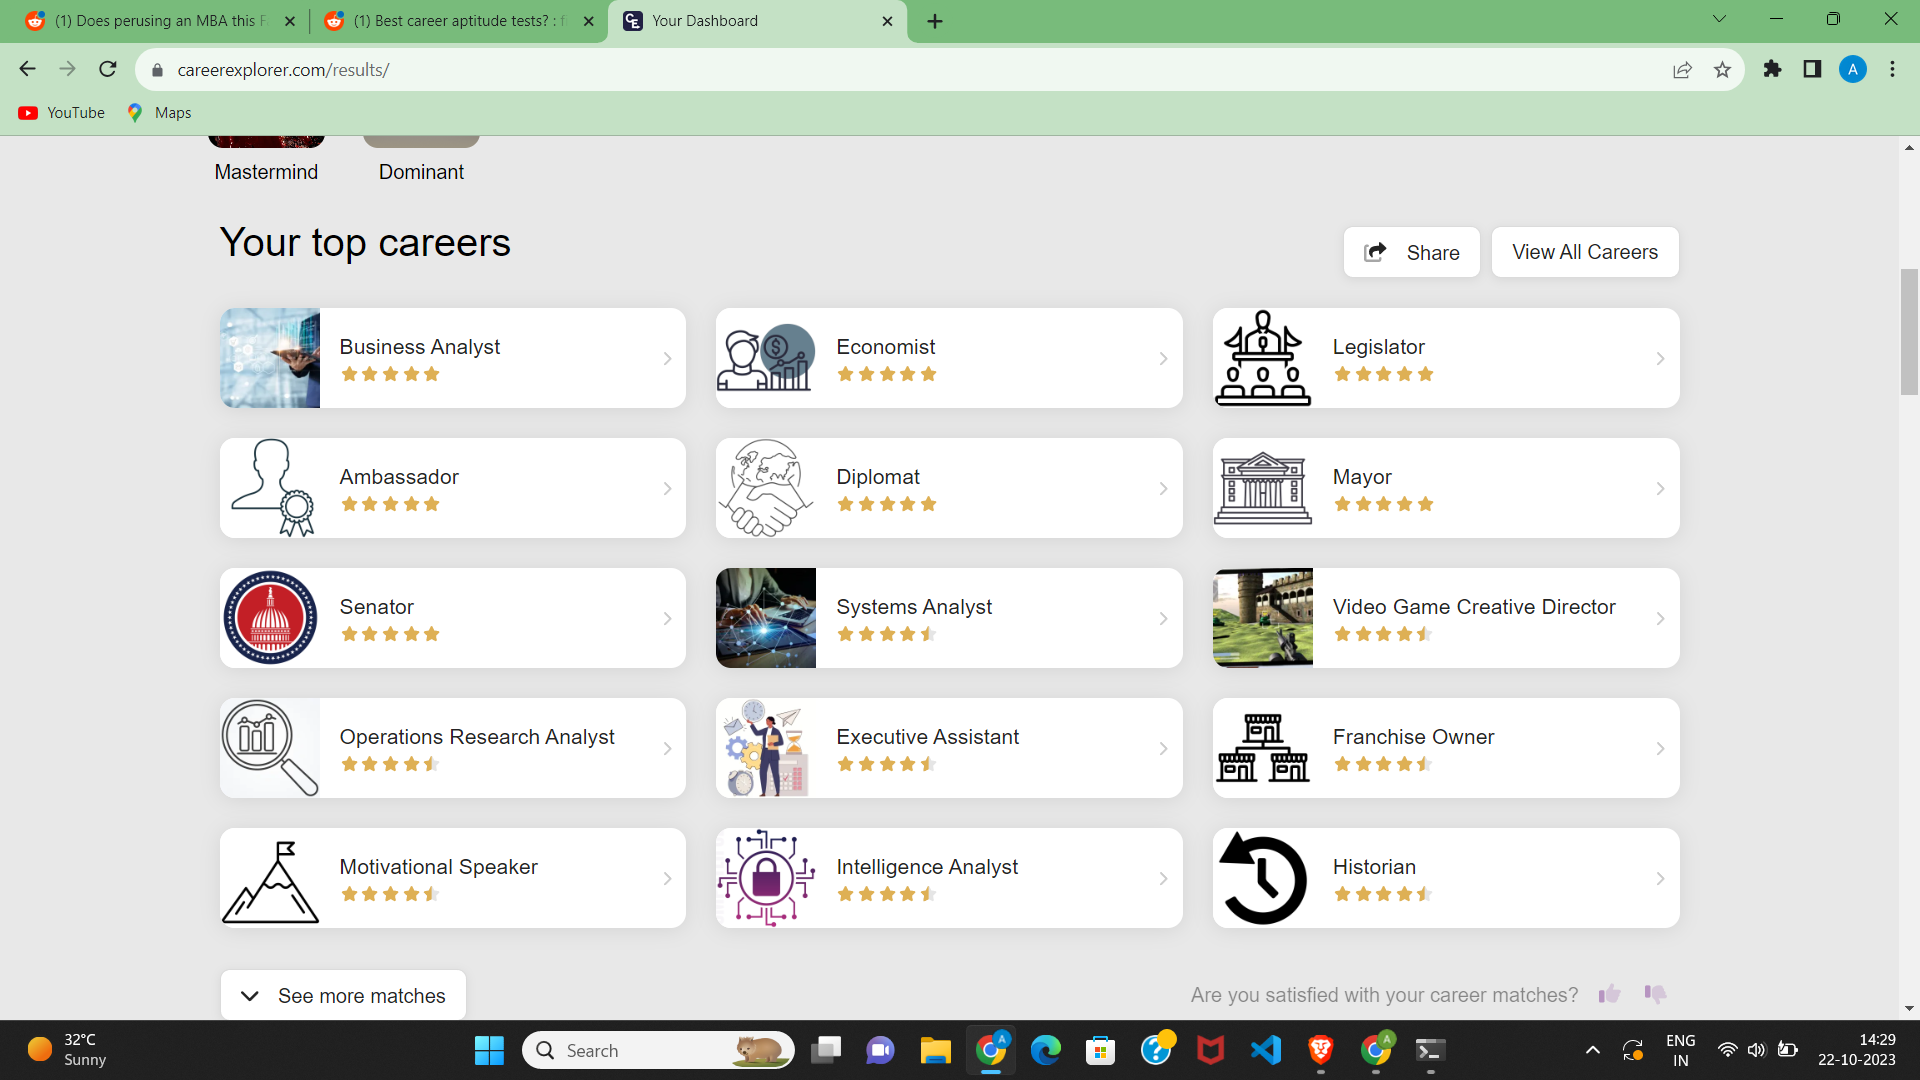 (1) Does perusing an MBA this Fa
(1) Best career aptitude tests? : fi
CE
Your Dashboard
careerexplorer.com/results/
A
YouTube
Maps
Mastermind
Dominant
Your top careers
Share
View All Careers
Business Analyst
Economist
Legislator
Ambassador
Diplomat
Mayor
Senator
Systems Analyst
Video Game Creative Director
Operations Research Analyst
Executive Assistant
Franchise Owner
Motivational Speaker
Intelligence Analyst
Historian
See more matches
Are you satisfied with your career matches?
32°C
Sunny
Search
A
A
ENG
IN
14:29
22-10-2023